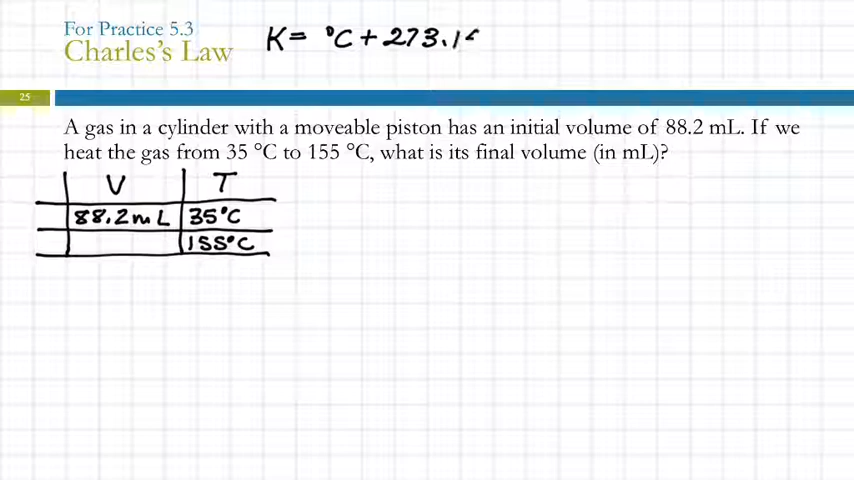 For Practice 5.3
Charles's Law
K = °C + 273.1
25
A gas in a cylinder with a moveable piston has an initial volume of 88.2 mL. If we
heat the gas from 35 °C to 155 °C, what is its final volume (in mL)?
V T
88.2mL 35°C
155°C